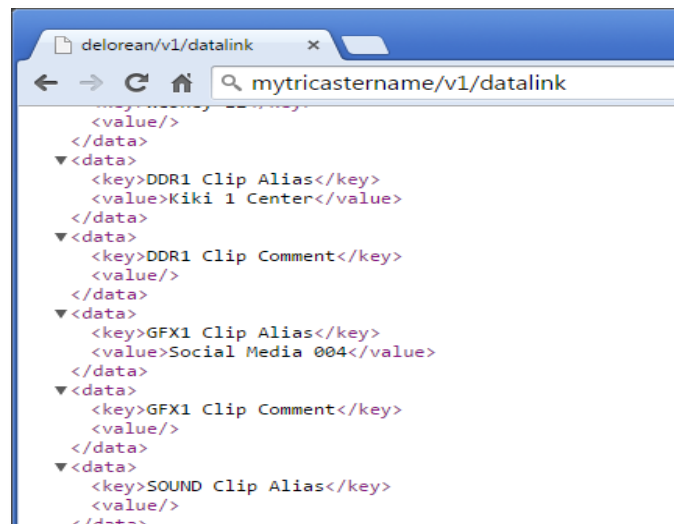 delorean/v1/datalink
mytricastername/v1/datalink
<value/>
</data>
▼<data>
<key>DDR1 Clip Alias</key>
<value>Kiki 1 Center</value>
</data>
▼<data>
<key>DDR1 Clip Comment</key>
<value/>
</data>
▼<data>
<key>GFX1 Clip Alias</key>
<value>Social Media 004</value>
</data>
▼<data>
<key>GFX1 Clip Comment</key>
<value/>
</data>
▼<data>
<key>SOUND Clip Alias</key>
<value/>
</data>